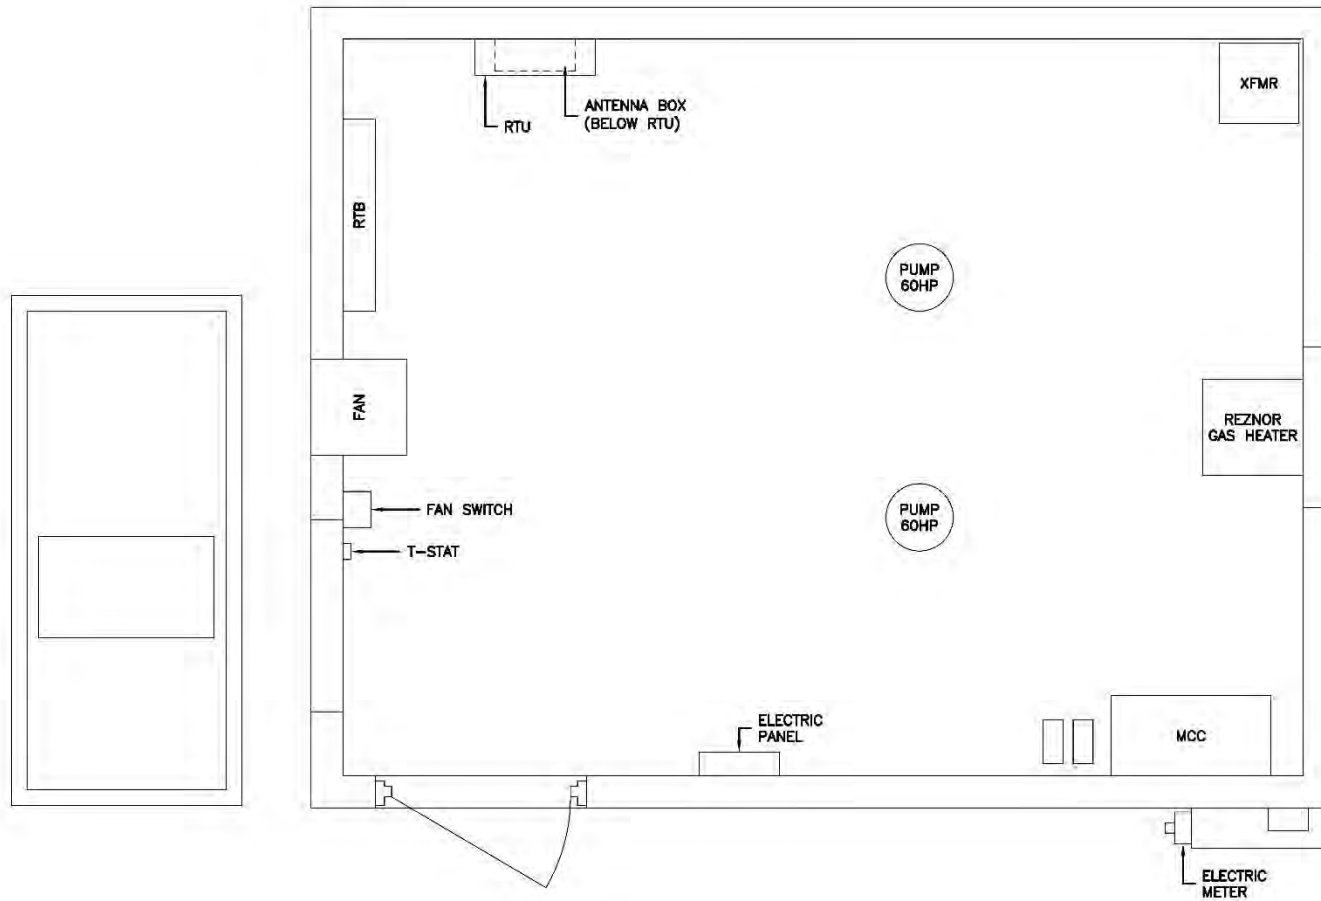 XFMR
ANTENNA BOX
(BELOW RTU)
RTU
RTB
PUMP
60HP
FAN
REZNOR
GAS HEATER
FAN SWITCH
PUMP
60HP
T-STAT
ELECTRIC
PANEL
MCC
ELECTRIC
METER